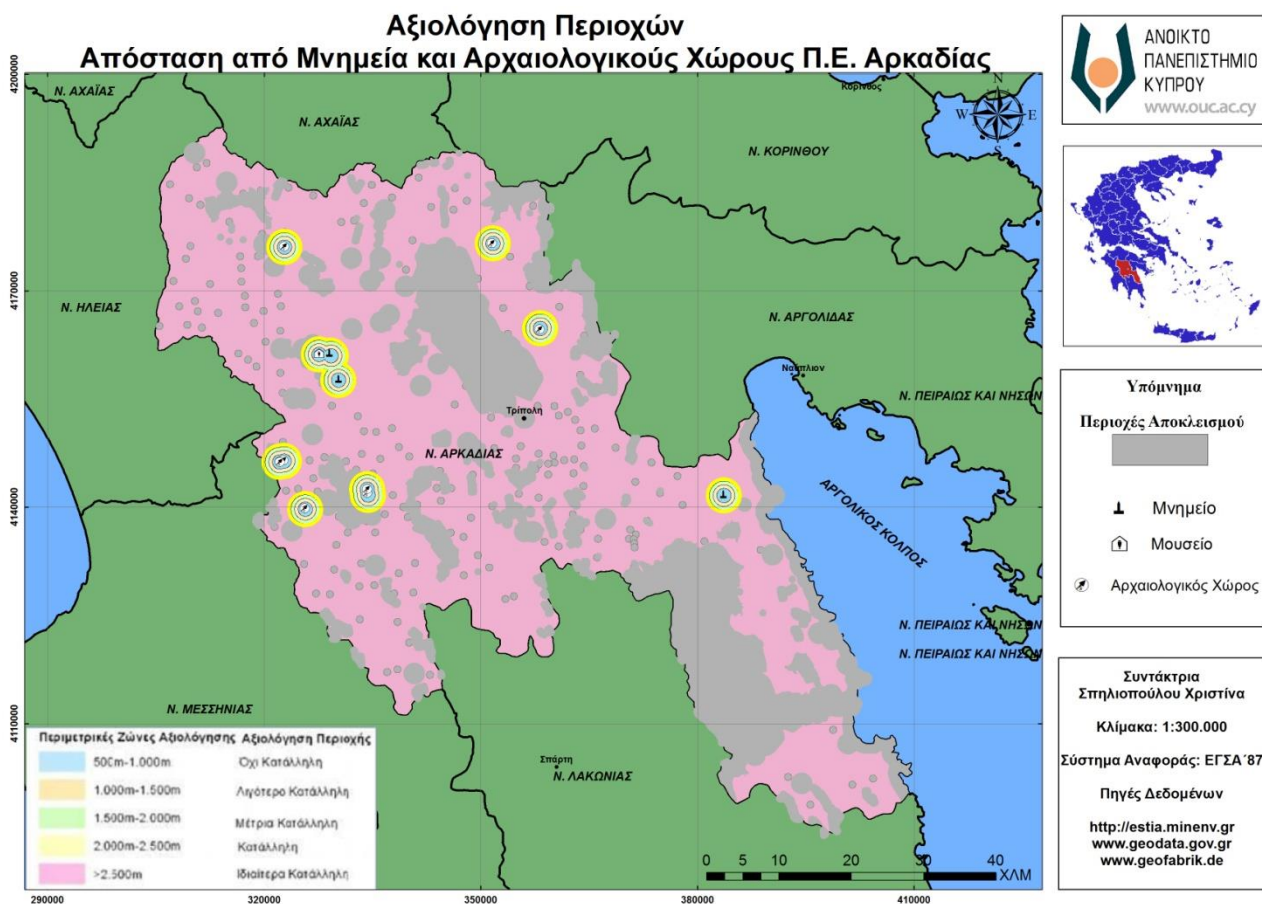 Αξιολόγηση Περιοχών
Απόσταση από Μνημεία και Αρχαιολογικούς Χώρους Π.Ε. Αρκαδίας
ΑΝΟΙΚΤΟ
ΠΑΝΕΠΙΣΤΗΜΙΟ
ΚΥΠΡΟΥ
www.ouc.ac.cy
4200000
4170000
4140000
4110000
Ν. ΑΧΑΪΑΣ
Ν. ΑΧΑΪΑΣ
Κόρινθος
N
W E
S
Ν. ΚΟΡΙΝΘΟΥ
Ν. ΗΛΕΙΑΣ
Ν. ΑΡΓΟΛΙΔΑΣ
Ναύπλιον
Ν. ΠΕΙΡΑΙΩΣ ΚΑΙ ΝΗΣΩΝ
Τρίπολη
Ν. ΑΡΚΑΔΙΑΣ
ΑΡΓΟΛΙΚΟΣ ΚΟΛΠΟΣ
Ν. ΠΕΙΡΑΙΩΣ ΚΑΙ ΝΗΣΩΝ
Ν. ΠΕΙΡΑΙΩΣ ΚΑΙ ΝΗΣΩΝ
Ν. ΜΕΣΣΗΝΙΑΣ
Σπάρτη
Ν. ΛΑΚΩΝΙΑΣ
Περιμετρικές Ζώνες Αξιολόγησης Αξιολόγηση Περιοχής
500m-1.000m Όχι Κατάλληλη
1.000m-1.500m Λιγότερο Κατάλληλη
1.500m-2.000m Μέτρια Κατάλληλη
2.000m-2.500m Κατάλληλη
>2.500m Ιδιαίτερα Κατάλληλη
0 5 10 20 30 40
ΧΛΜ
290000 320000 350000 380000 410000
Υπόμνημα
Περιοχές Αποκλεισμού
Μνημείο
Μουσείο
Αρχαιολογικός Χώρος
Συντάκτρια
Σπηλιοπούλου Χριστίνα
Κλίμακα: 1:300.000
Σύστημα Αναφοράς: ΕΓΣΑ΄87
Πηγές Δεδομένων
http://estia.minenv.gr
www.geodata.gov.gr
www.geofabrik.de